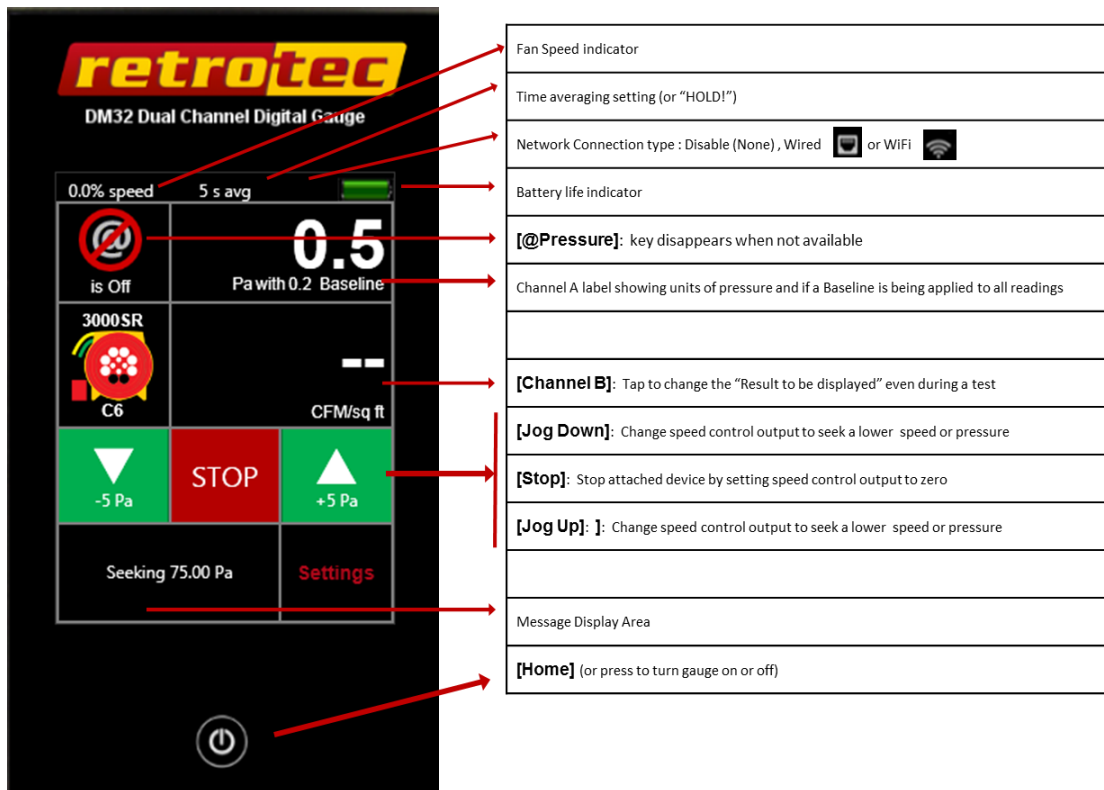 retrotec
DM32 Dual Channel Digital Gauge
0.0% speed
5 s avg
@
is Off
0.5
Pa with 0.2 Baseline
3000SR
C6
--
CFM/sq ft
-5 Pa
STOP
+5 Pa
Seeking 75.00 Pa
Settings
Fan Speed indicator
Time averaging setting (or “HOLD!”)
Network Connection type : Disable (None) , Wired or WiFi
Battery life indicator
[@Pressure]: key disappears when not available
Channel A label showing units of pressure and if a Baseline is being applied to all readings
[Channel B]: Tap to change the “Result to be displayed” even during a test
[Jog Down]: Change speed control output to seek a lower speed or pressure
[Stop]: Stop attached device by setting speed control output to zero
[Jog Up]: ]: Change speed control output to seek a lower speed or pressure
Message Display Area
[Home] (or press to turn gauge on or off)